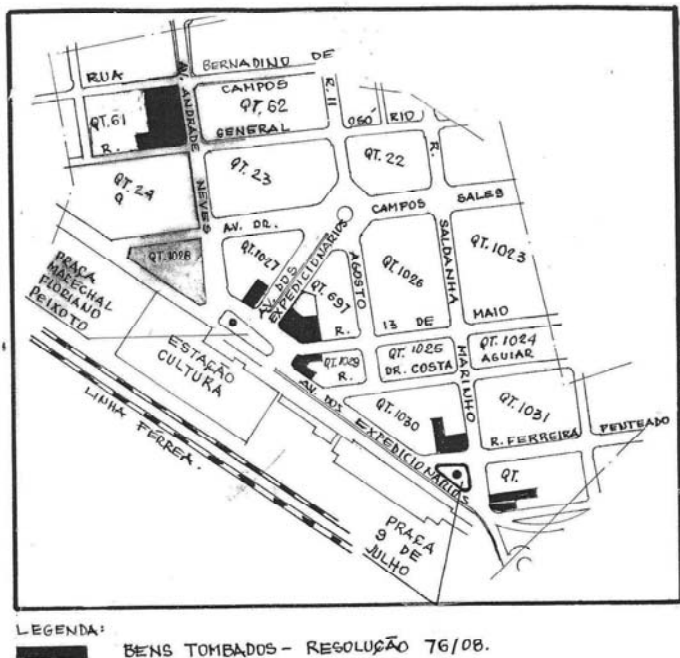 RUA BERNADINO DE
CAMPOS
AV. ANDRADE NEVES
R. 11
QT. 61
QT. 62
R. GENERAL OSÓ RIO
QT. 24
QT. 23
QT. 22
R. SALDANHA MARINHO
AV. DR. CAMPOS SALES
QT. 1028
QT. 1027
AV. DOS EXPEDICIONÁRIOS
QT. 697
AGOSTO
QT. 1026
QT. 1023
PRAÇA
MARECHAL
FLORIANO
PEIXOTO
R. 13 DE MAIO
ESTAÇÃO
CULTURA
QT. 1029
QT. 1025
QT. 1024
R. DR. COSTA AGUIAR
LINHA FÉRREA.
AV. DOS EXPEDICIONÁRIOS
QT. 1030
QT. 1031
R. FERREIRA PENTEADO
QT.
PRAÇA
9 DE
JULHO
LEGENDA:
BENS TOMBADOS - RESOLUÇÃO 76/08.